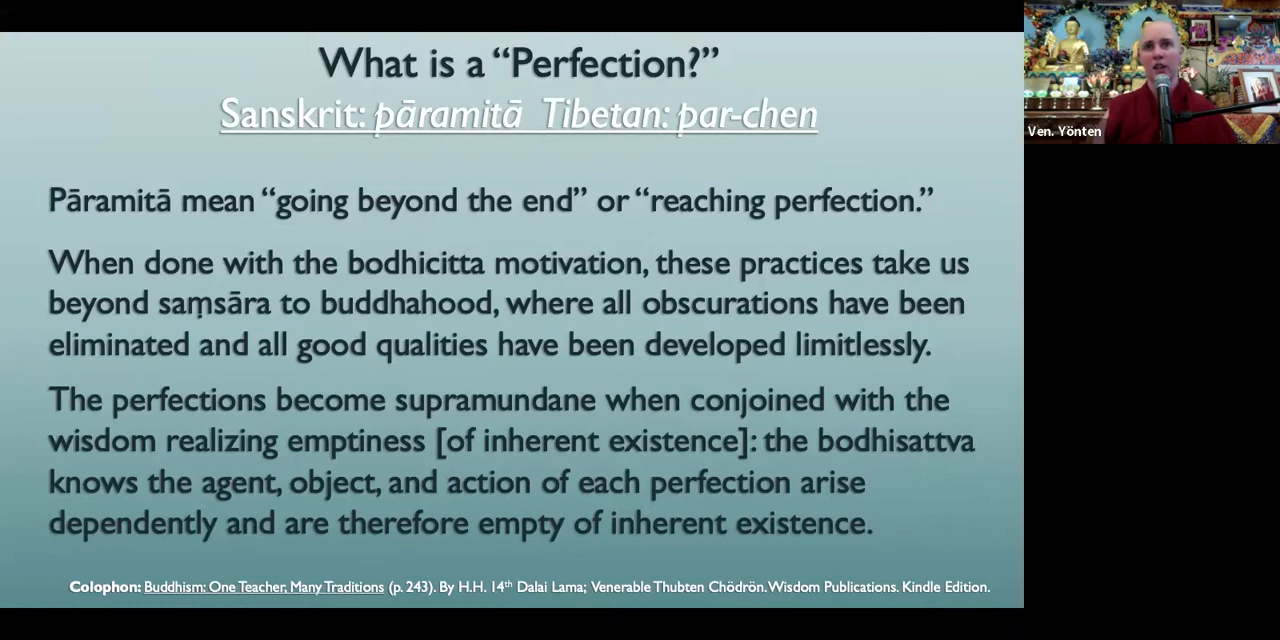 What is a “Perfection?”
Sanskrit: pāramitā Tibetan: par-chen
Pāramitā mean “going beyond the end” or “reaching perfection.”
When done with the bodhicitta motivation, these practices take us
beyond saṃsāra to buddhahood, where all obscurations have been
eliminated and all good qualities have been developed limitlessly.
The perfections become supramundane when conjoined with the
wisdom realizing emptiness [of inherent existence]: the bodhisattva
knows the agent, object, and action of each perfection arise
dependently and are therefore empty of inherent existence.
Colophon: Buddhism: One Teacher, Many Traditions (p. 243). By H.H. 14th Dalai Lama; Venerable Thubten Chödrön. Wisdom Publications. Kindle Edition.
Ven. Yönten